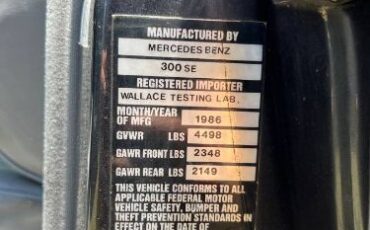 MANUFACTURED BY
MERCEDES BENZ
300 SE
REGISTERED IMPORTER
WALLACE TESTING LAB.
MONTH/YEAR
OF MFG 1986
GVWR LBS 4498
GAWR FRONT LBS 2348
GAWR REAR LBS 2149
THIS VEHICLE CONFORMS TO ALL
APPLICABLE FEDERAL MOTOR
VEHICLE SAFETY, BUMPER AND
THEFT PREVENTION STANDARDS IN
EFFECT ON THE DATE OF